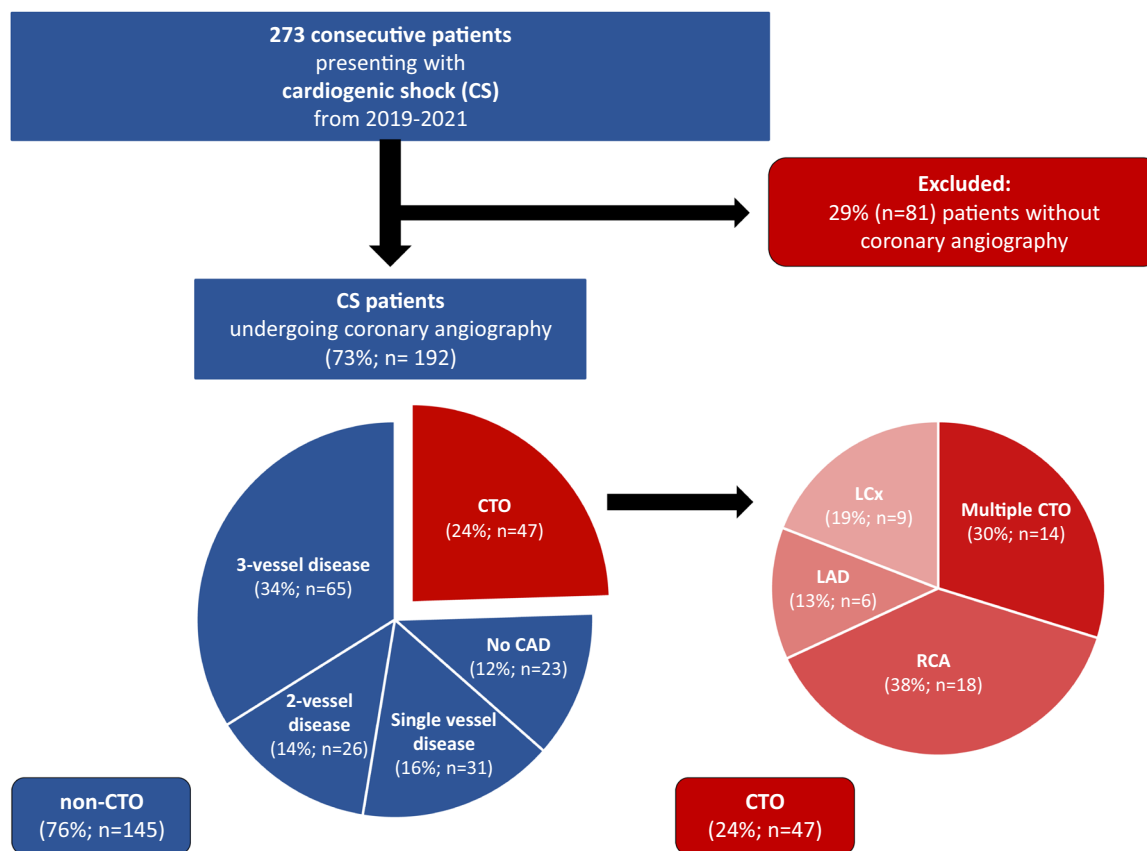 273 consecutive patients
presenting with
cardiogenic shock (CS)
from 2019-2021
Excluded:
29% (n=81) patients without
coronary angiography
CS patients
undergoing coronary angiography
(73%; n= 192)
CTO
(24%; n=47)
3-vessel disease
(34%; n=65)
No CAD
(12%; n=23)
2-vessel
disease
(14%; n=26)
Single vessel
disease
(16%; n=31)
LCx
(19%; n=9)
Multiple CTO
(30%; n=14)
LAD
(13%; n=6)
RCA
(38%; n=18)
non-CTO
(76%; n=145)
CTO
(24%; n=47)